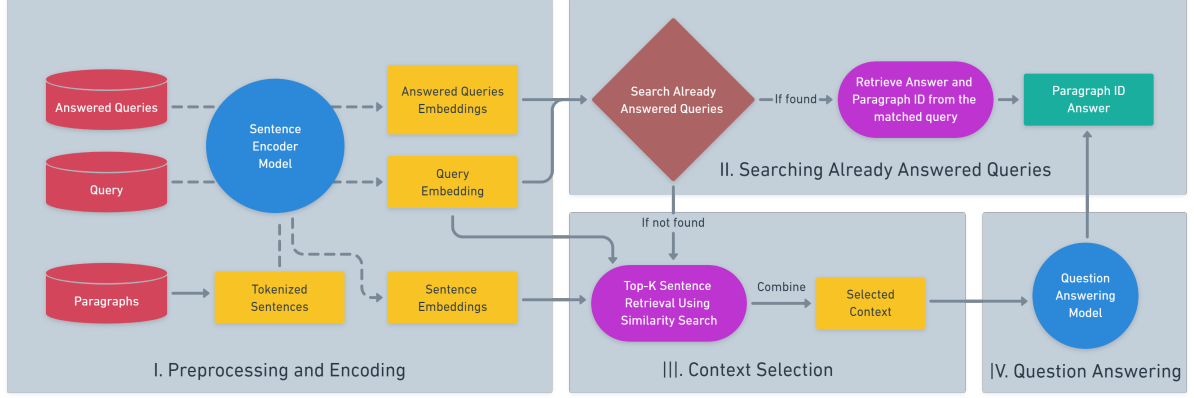 Answered Queries
Query
Paragraphs
Sentence
Encoder
Model
Tokenized
Sentences
Answered Queries
Embeddings
Query
Embedding
Sentence
Embeddings
I. Preprocessing and Encoding
Search Already
Answered Queries
If found
Retrieve Answer and
Paragraph ID from the
matched query
Paragraph ID
Answer
II. Searching Already Answered Queries
If not found
Top-K Sentence
Retrieval Using
Similarity Search
Combine
Selected
Context
III. Context Selection
Question
Answering
Model
IV. Question Answering